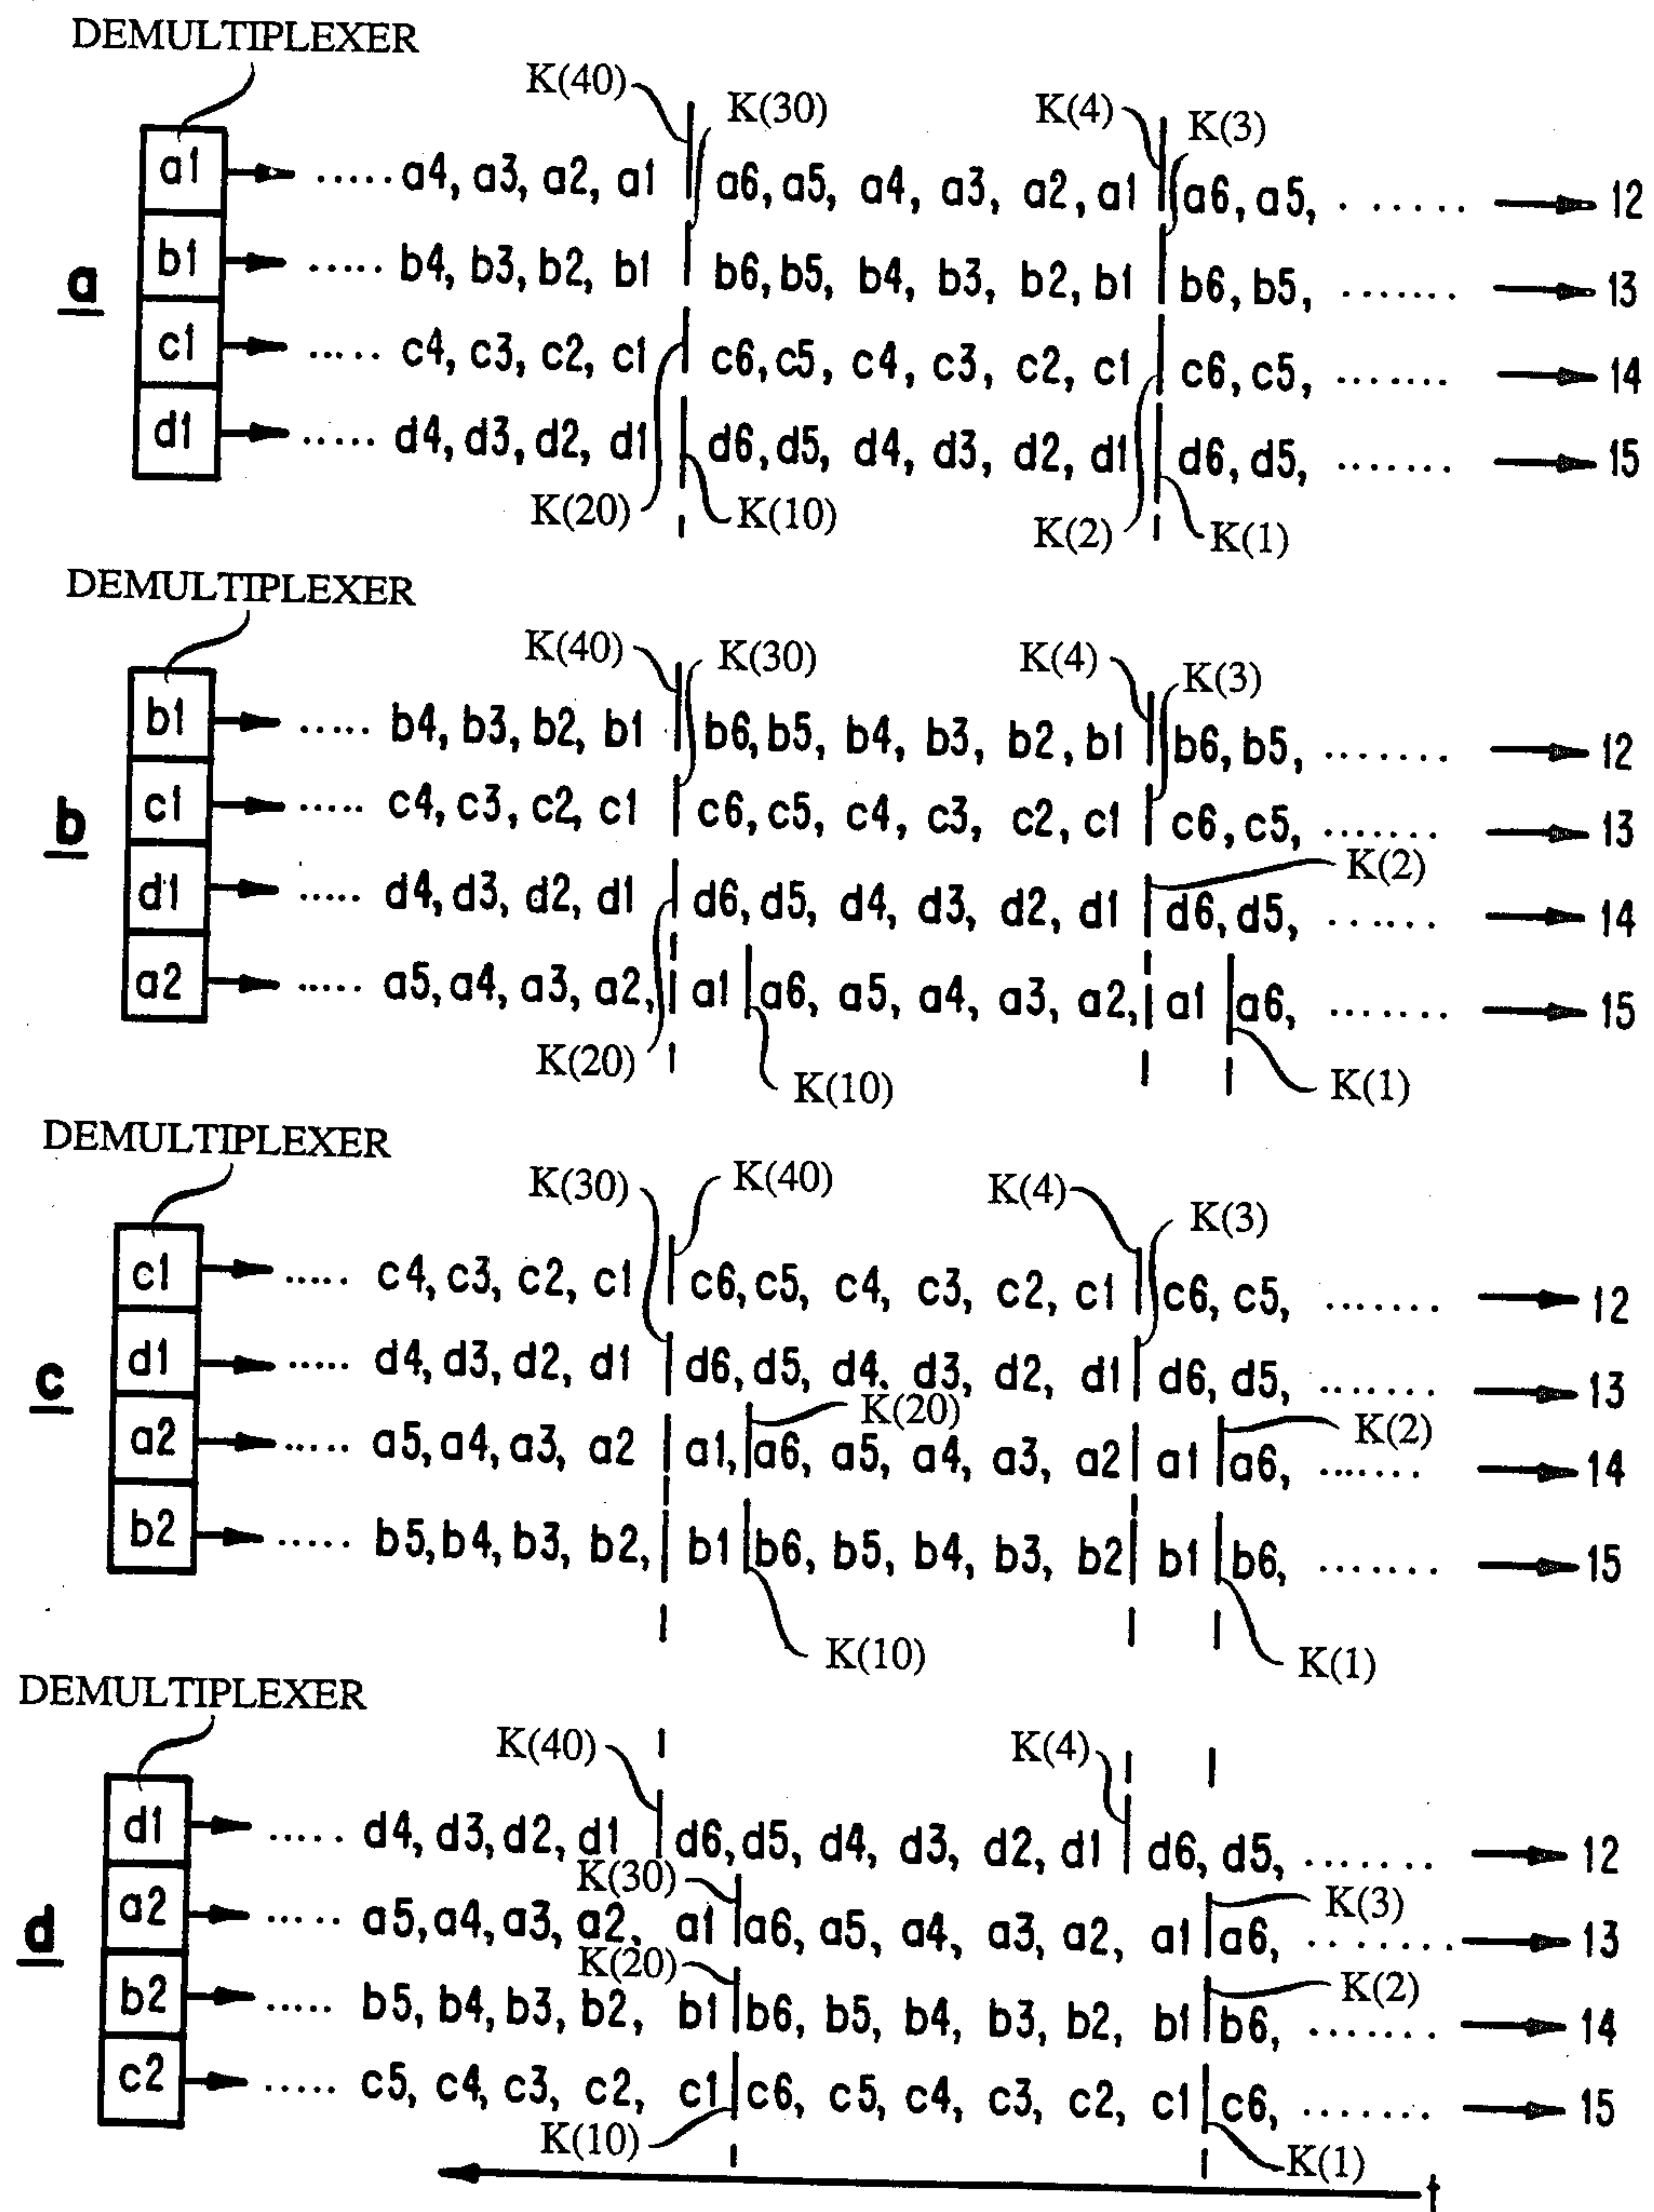 DEMULTIPLEXER
K(40) K(30) K(4) K(3)
a1 ..... a4, a3, a2, a1 a6, a5, a4, a3, a2, a1 a6, a5, ....... 12
b1 ..... b4, b3, b2, b1 b6, b5, b4, b3, b2, b1 b6, b5, ....... 13
a
c1 ..... c4, c3, c2, c1 c6, c5, c4, c3, c2, c1 c6, c5, ....... 14
d1 ..... d4, d3, d2, d1 d6, d5, d4, d3, d2, d1 d6, d5, ....... 15
K(20) K(10) K(2) K(1)
DEMULTIPLEXER
K(40) K(30) K(4) K(3)
b1 ..... b4, b3, b2, b1 b6, b5, b4, b3, b2, b1 b6, b5, ....... 12
c1 ..... c4, c3, c2, c1 c6, c5, c4, c3, c2, c1 c6, c5, ....... 13
b
K(2)
d1 ..... d4, d3, d2, d1 d6, d5, d4, d3, d2, d1 d6, d5, ...... 14
a2 ..... a5, a4, a3, a2, a1 a6, a5, a4, a3, a2, a1 a6, ....... 15
K(20) K(10) K(1)
DEMULTIPLEXER
K(30) K(40) K(4) K(3)
c1 ..... c4, c3, c2, c1 c6, c5, c4, c3, c2, c1 c6, c5, ....... 12
d1 ..... d4, d3, d2, d1 d6, d5, d4, d3, d2, d1 d6, d5, ....... 13
c
K(20) K(2)
a2 ..... a5, a4, a3, a2 a1, a6, a5, a4, a3, a2 a1 a6, ....... 14
b2 ..... b5, b4, b3, b2, b1 b6, b5, b4, b3, b2 b1 b6, ....... 15
K(10) K(1)
DEMULTIPLEXER
K(40) K(4)
d1 ..... d4, d3, d2, d1 d6, d5, d4, d3, d2, d1 d6, d5, ....... 12
K(30) K(3)
a2 ..... a5, a4, a3, a2, a1 a6, a5, a4, a3, a2, a1 a6, ....... 13
d
K(20) K(2)
b2 ..... b5, b4, b3, b2, b1 b6, b5, b4, b3, b2, b1 b6, ....... 14
c2 ..... c5, c4, c3, c2, c1 c6, c5, c4, c3, c2, c1 c6, ....... 15
K(10) K(1)
t